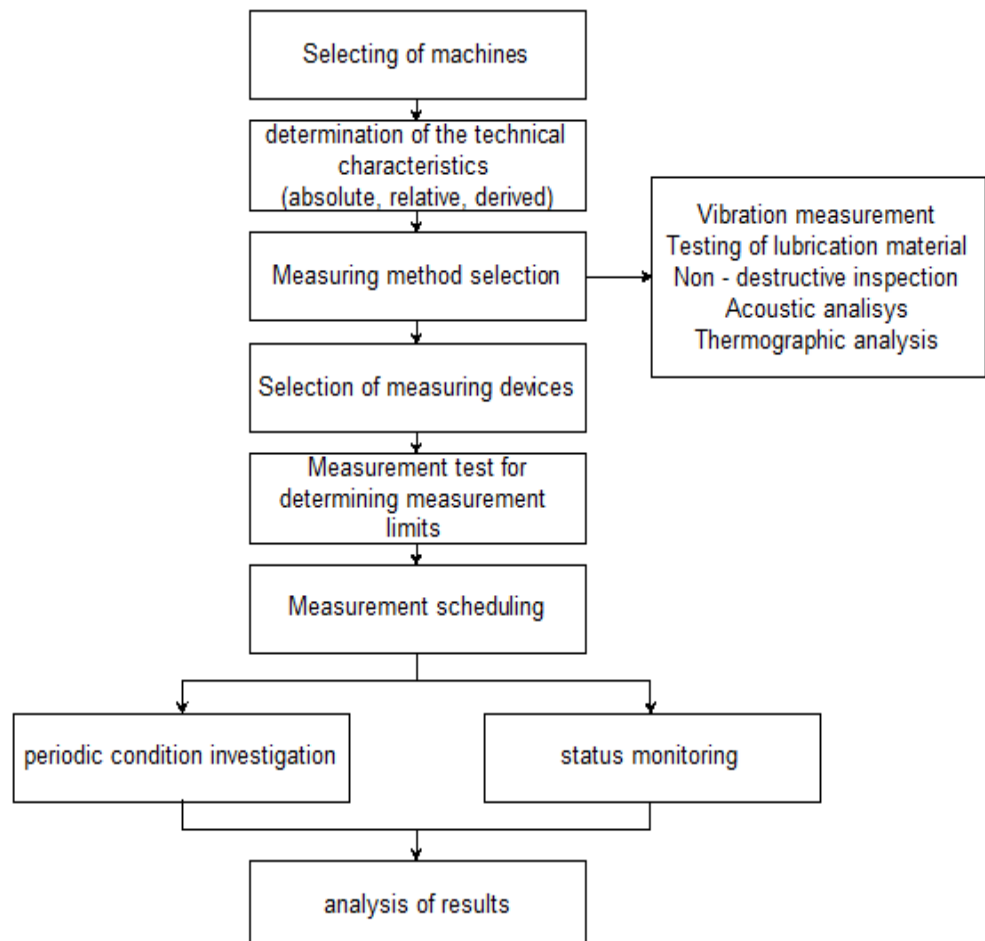 Selecting of machines
determination of the technical
characteristics
(absolute, relative, derived)
Measuring method selection
Vibration measurement
Testing of lubrication material
Non - destructive inspection
Acoustic analisys
Thermographic analysis
Selection of measuring devices
Measurement test for
determining measurement
limits
Measurement scheduling
periodic condition investigation
status monitoring
analysis of results